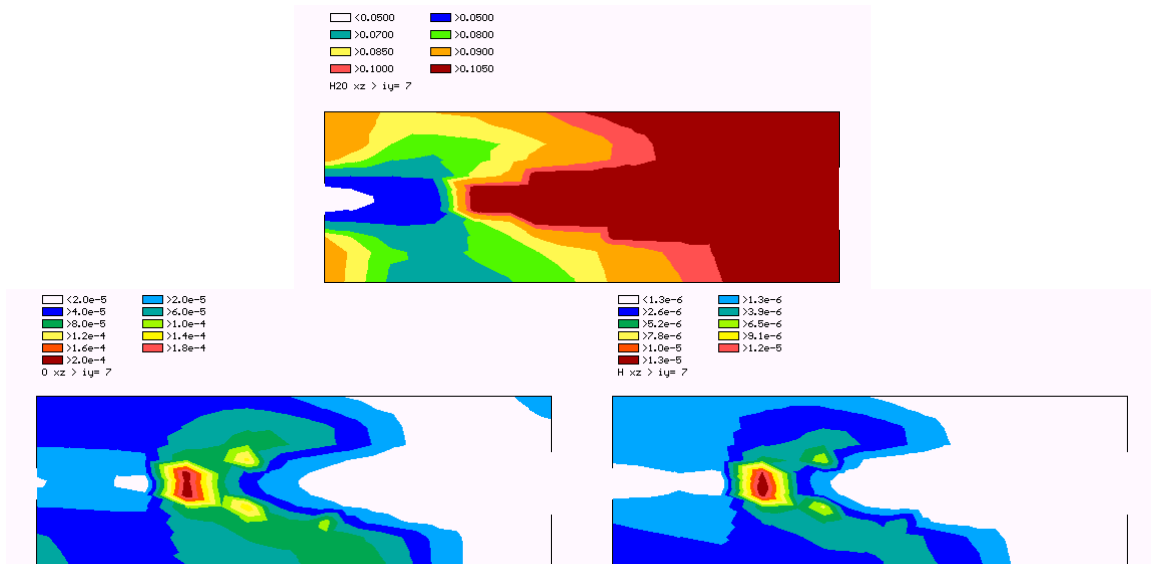 <0.0500 >0.0500
>0.0700 >0.0800
>0.0850 >0.0900
>0.1000 >0.1050
H2O xz > iy= 7
<2.0e-5 >2.0e-5
>4.0e-5 >6.0e-5
>8.0e-5 >1.0e-4
>1.2e-4 >1.4e-4
>1.6e-4 >1.8e-4
>2.0e-4
O xz > iy= 7
<1.3e-6 >1.3e-6
>2.6e-6 >3.9e-6
>5.2e-6 >6.5e-6
>7.8e-6 >9.1e-6
>1.0e-5 >1.2e-5
>1.3e-5
H xz > iy= 7